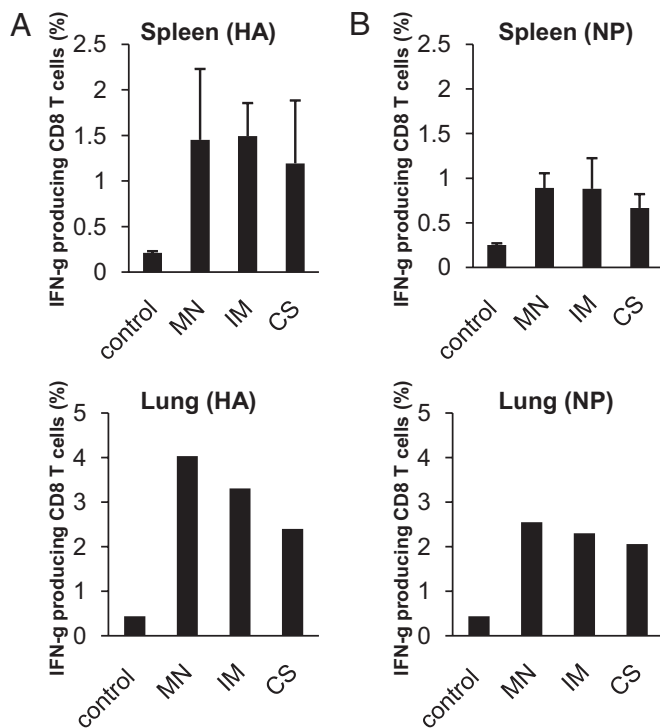 A
Spleen (HA)
IFN-g producing CD8 T cells (%)
2.5
2
1.5
1
0.5
0
control
MN
IM
CS
B
Spleen (NP)
IFN-g producing CD8 T cells (%)
2.5
2
1.5
1
0.5
0
control
MN
IM
CS
Lung (HA)
IFN-g producing CD8 T cells (%)
5
4
3
2
1
0
control
MN
IM
CS
Lung (NP)
IFN-g producing CD8 T cells (%)
5
4
3
2
1
0
control
MN
IM
CS